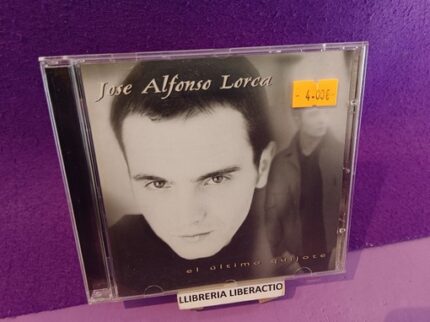 Jose Alfonso Lorca
4.00€
el último quijote
LLIBRERIA LIBERACTIO